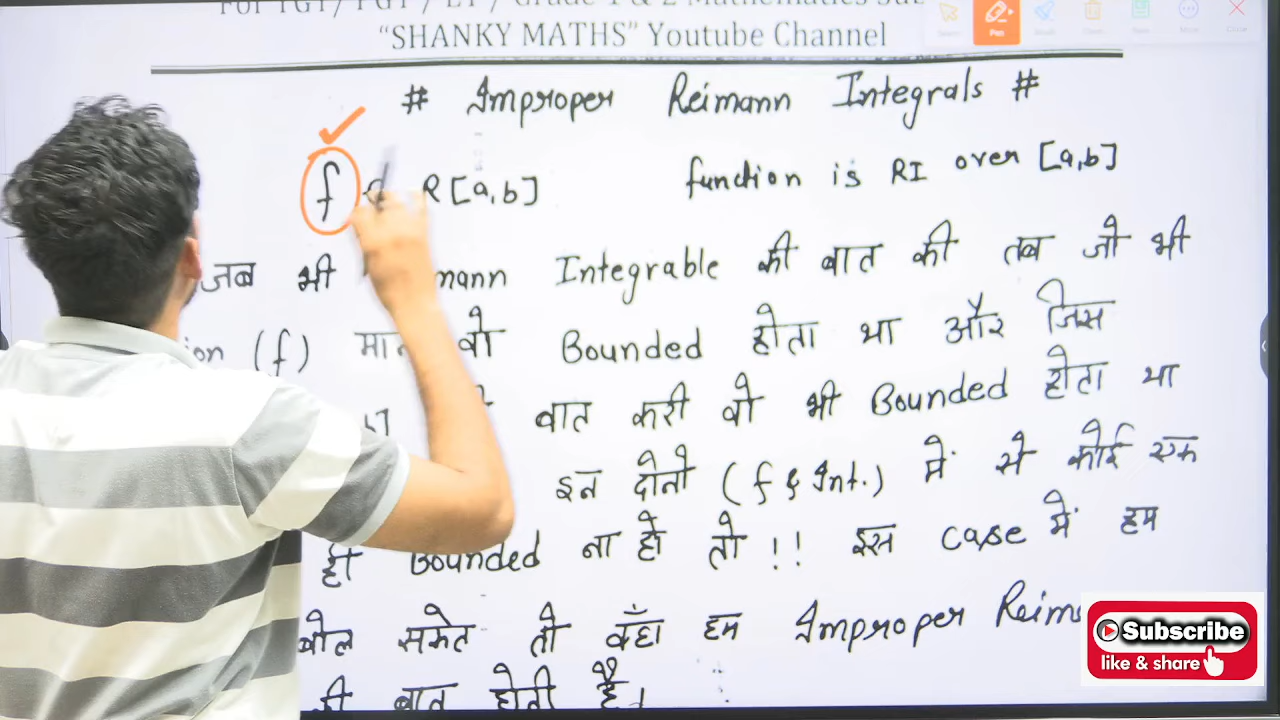 "SHANKY MATHS" Youtube Channel
# Improper Reimann Integrals #
f R [a,b] function is RI over [a,b]
जब भी mann Integrable की बात की तब जो भी
ion (f) वो Bounded होता था और जिस
बात करी वो भी Bounded होता था
इन दोनो (f & Int.) में से कोई एक
ही Bounded ना हो तो !! इस case में हम
तो वहाँ हम Improper Reim
बात होती है।
Subscribe
like & share